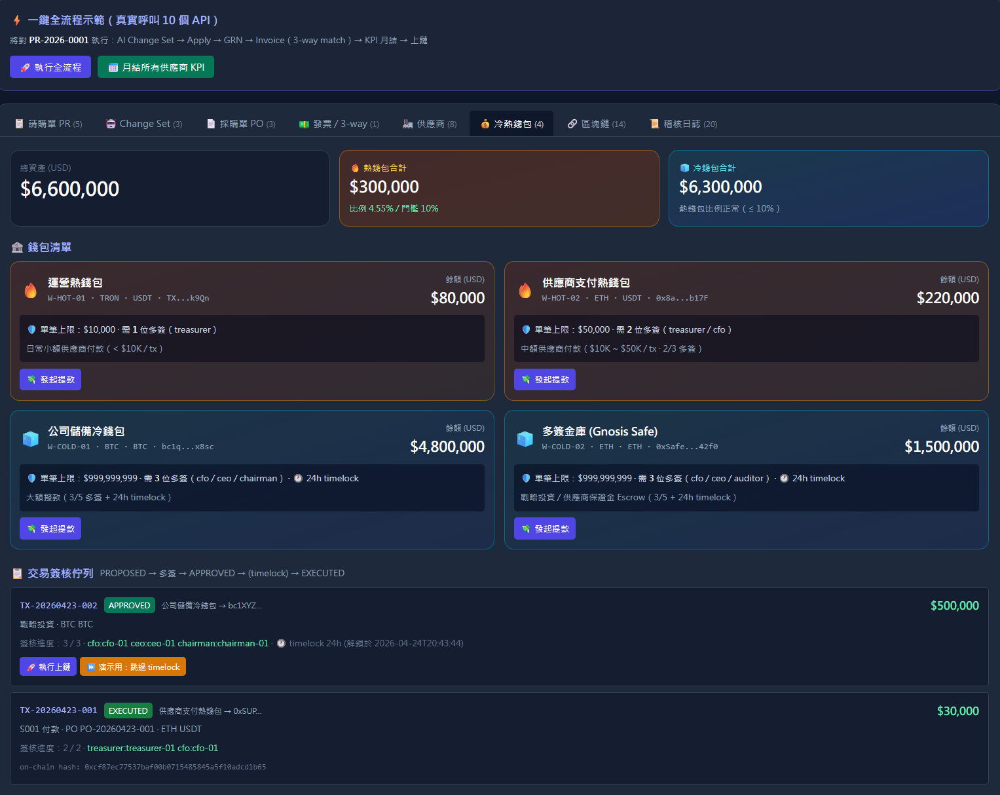 一鍵全流程示範（真實呼叫 10 個 API）
將對 PR-2026-0001 執行：AI Change Set → Apply → GRN → Invoice（3-way match）→ KPI 月結 → 上鏈
執行全流程
月結所有供應商 KPI
請購單 PR (5)
Change Set (3)
採購單 PO (3)
發票 / 3-way (1)
供應商 (8)
冷熱錢包 (4)
區塊鏈 (14)
稽核日誌 (20)
總資產 (USD)
$6,600,000
熱錢包合計
$300,000
比例 4.55% / 門檻 10%
冷錢包合計
$6,300,000
熱錢包比例正常（≤ 10%）
錢包清單
運營熱錢包
W-HOT-01 · TRON · USDT · TX...k9Qn
餘額 (USD)
$80,000
單筆上限：$10,000 · 需 1 位多簽（treasurer）
日常小額供應商付款（< $10K / tx）
發起提款
供應商支付熱錢包
W-HOT-02 · ETH · USDT · 0x8a...b17F
餘額 (USD)
$220,000
單筆上限：$50,000 · 需 2 位多簽（treasurer / cfo）
中額供應商付款（$10K ~ $50K / tx · 2/3 多簽）
發起提款
公司儲備冷錢包
W-COLD-01 · BTC · BTC · bc1q...x8sc
餘額 (USD)
$4,800,000
單筆上限：$999,999,999 · 需 3 位多簽（cfo / ceo / chairman） · 24h timelock
大額撥款（3/5 多簽 + 24h timelock）
發起提款
多簽金庫 (Gnosis Safe)
W-COLD-02 · ETH · ETH · 0xSafe...42f0
餘額 (USD)
$1,500,000
單筆上限：$999,999,999 · 需 3 位多簽（cfo / ceo / auditor） · 24h timelock
戰略投資 / 供應商保證金 Escrow（3/5 + 24h timelock）
發起提款
交易簽核佇列 PROPOSED → 多簽 → APPROVED → (timelock) → EXECUTED
TX-20260423-002 APPROVED 公司儲備冷錢包 → bc1XYZ...
$500,000
戰略投資 · BTC BTC
簽核進度：3 / 3 · cfo:cfo-01 ceo:ceo-01 chairman:chairman-01 · timelock 24h (解鎖於 2026-04-24T20:43:44)
執行上鏈
演示用：跳過 timelock
TX-20260423-001 EXECUTED 供應商支付熱錢包 → 0xSUP...
$30,000
S001 付款 · PO PO-20260423-001 · ETH USDT
簽核進度：2 / 2 · treasurer:treasurer-01 cfo:cfo-01
on-chain hash: 0xcf87ec77537baf00b0715485845a5f10adcd1b65